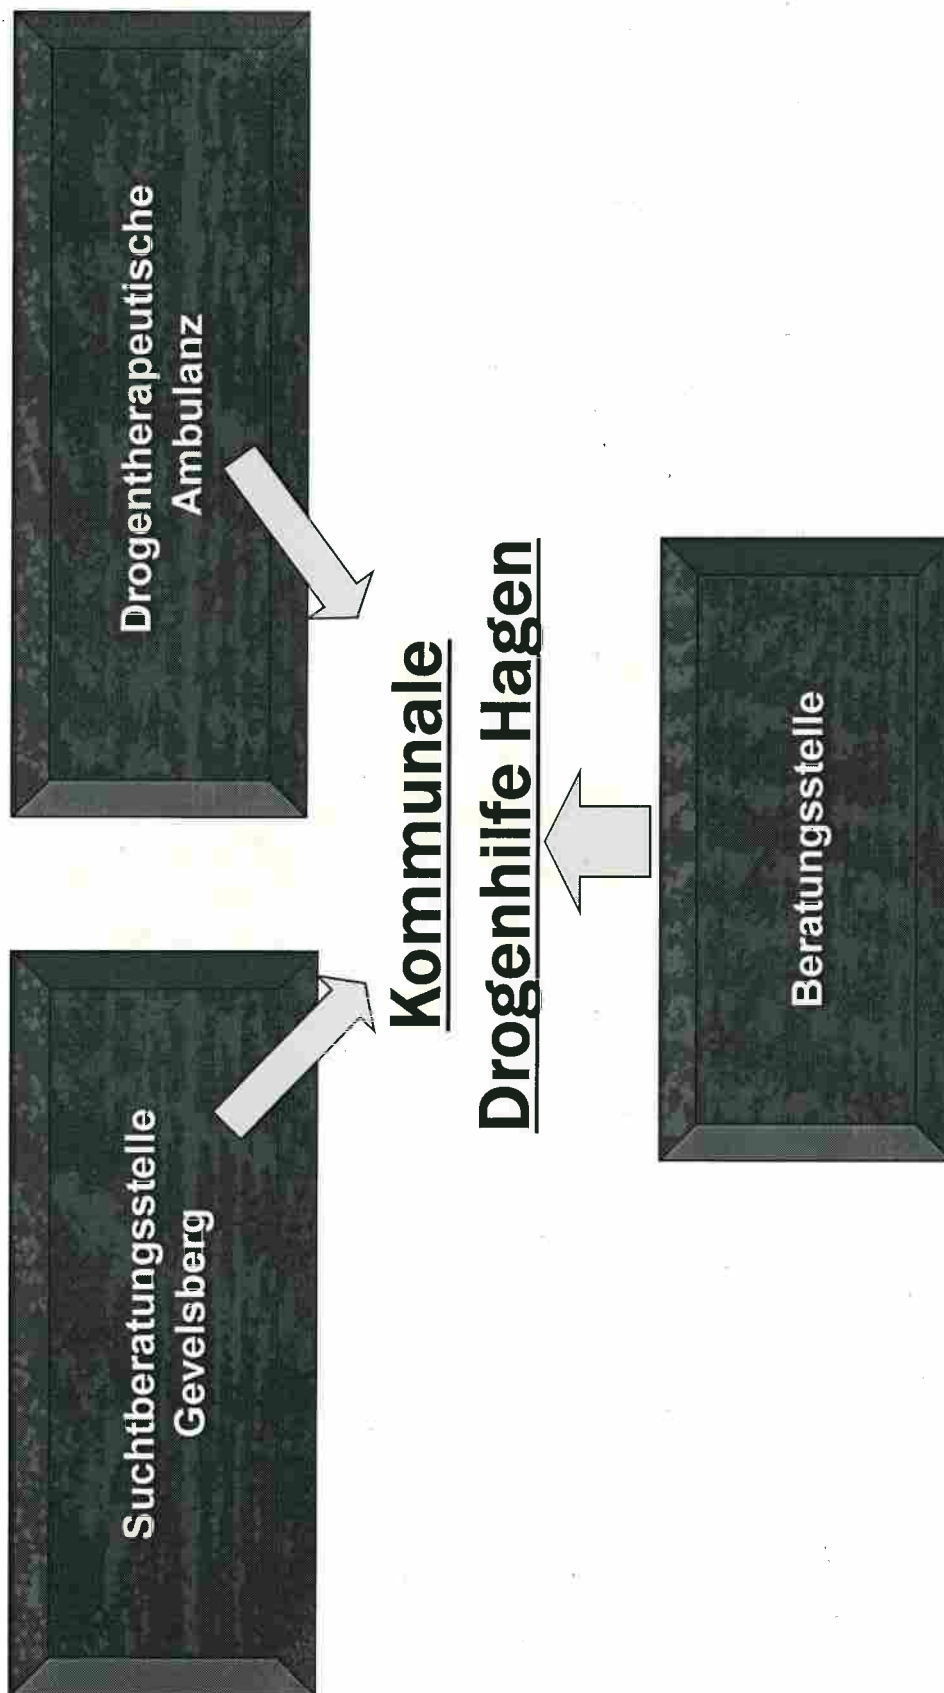 Suchtberatungsstelle
Gevelsberg
Drogentherapeutische
Ambulanz
Kommunale
Drogenhilfe Hagen
Beratungsstelle